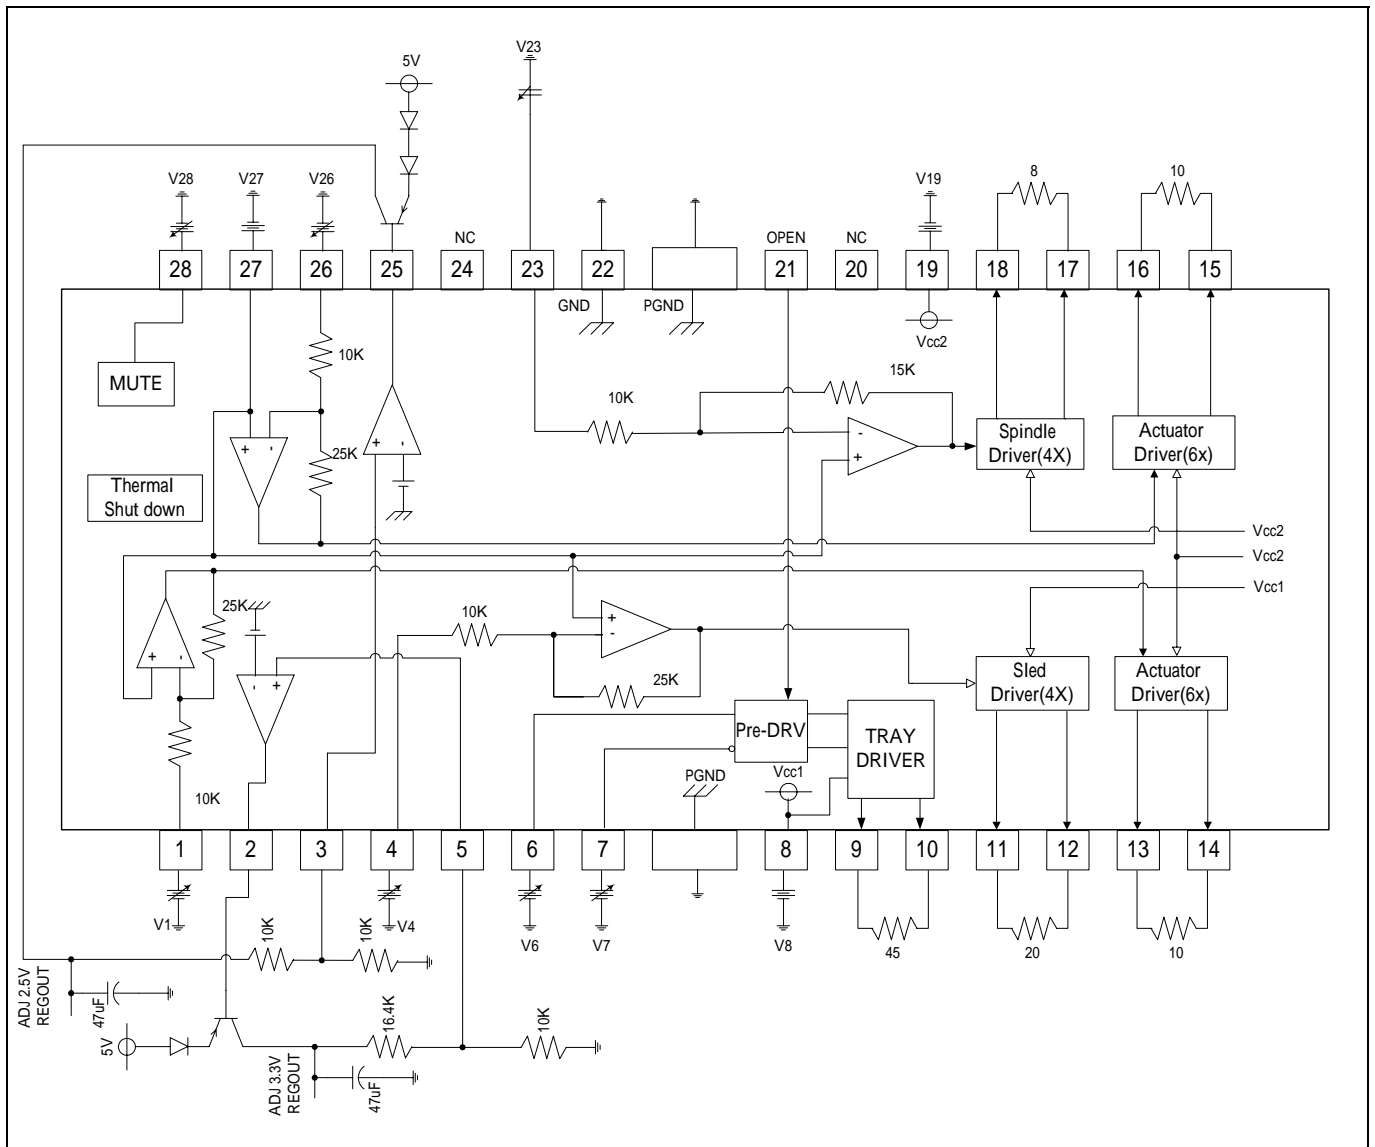 V23
5V
V28
V27
V26
V19
8
10
NC
OPEN
NC
28
27
26
25
24
23
22
21
20
19
18
17
16
15
GND
PGND
Vcc2
10K
MUTE
15K
10K
+
-
25K
+
-
-
+
Spindle
Driver(4X)
Actuator
Driver(6x)
Thermal
Shut down
Vcc2
Vcc2
Vcc1
25K
10K
+
-
+
-
-
+
25K
Sled
Driver(4X)
Actuator
Driver(6x)
Pre-DRV
TRAY
DRIVER
Vcc1
PGND
10K
1
2
3
4
5
6
7
8
9
10
11
12
13
14
V1
V4
V6
V7
V8
45
20
10
10K
10K
ADJ 2.5V
REGOUT
47uF
5V
16.4K
10K
ADJ 3.3V
REGOUT
47uF